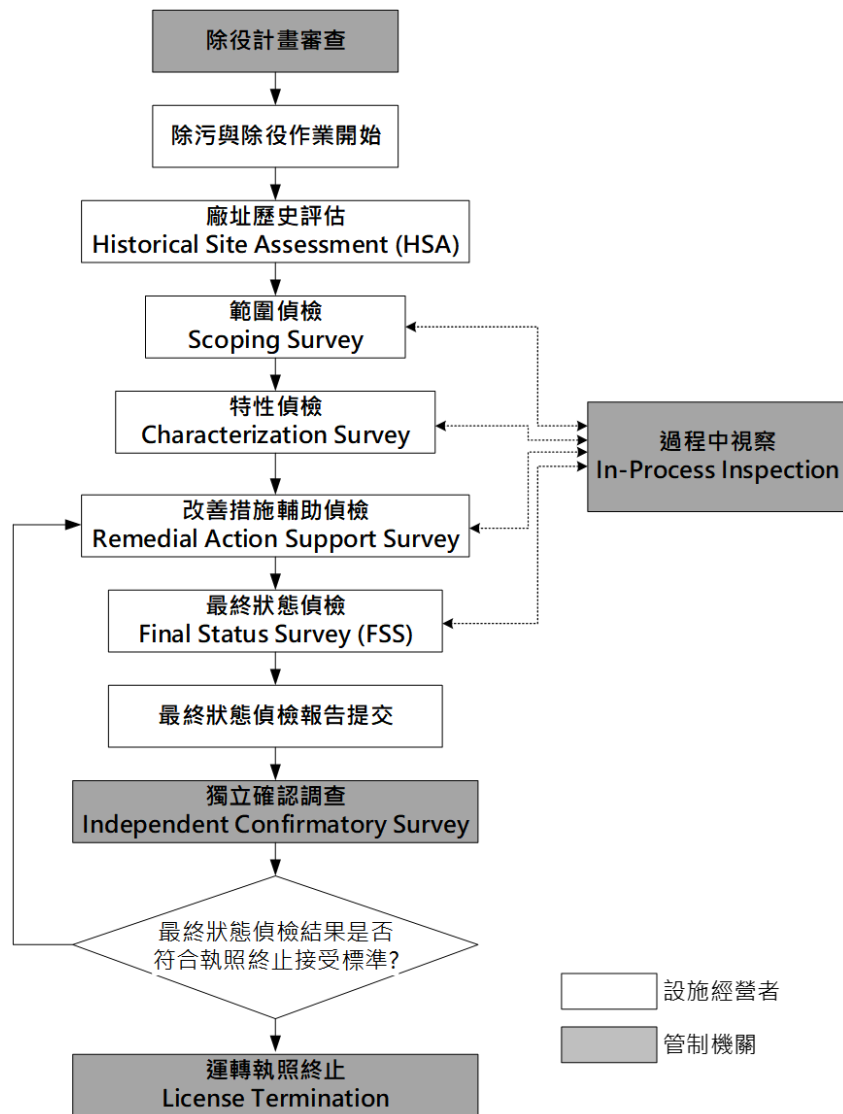 除役計畫審查
除污與除役作業開始
廠址歷史評估
Historical Site Assessment (HSA)
範圍偵檢
Scoping Survey
特性偵檢
Characterization Survey
過程中視察
In-Process Inspection
改善措施輔助偵檢
Remedial Action Support Survey
最終狀態偵檢
Final Status Survey (FSS)
最終狀態偵檢報告提交
獨立確認調查
Independent Confirmatory Survey
最終狀態偵檢結果是否
符合執照終止接受標準?
設施經營者
管制機關
運轉執照終止
License Termination